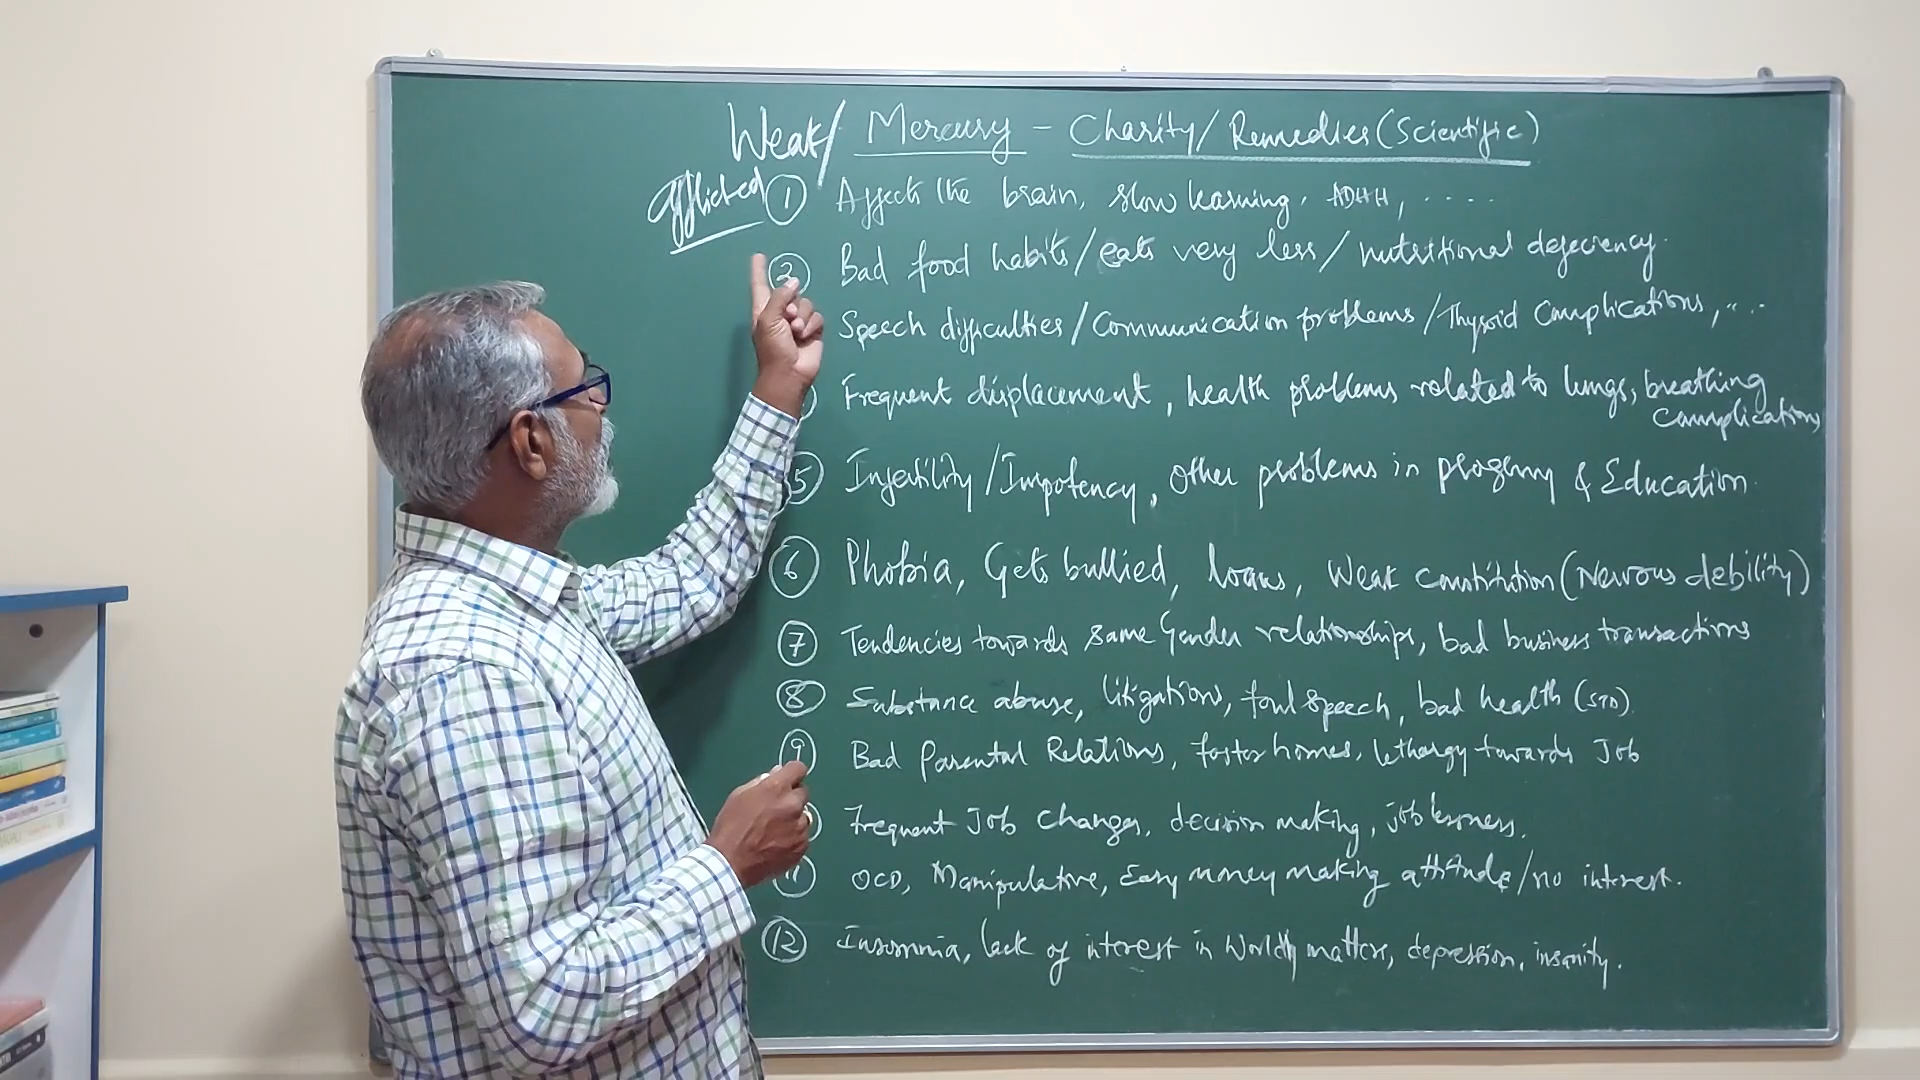 Weak/ Mercury - Charity/Remedies (Scientific)
afflicted
1 Affects the brain, slow learning, ADHH, .....
2 Bad food habits/eats very less/nutritional defeciency.
Speech difficulties/Communication problems/Thyroid Complications, ....
Frequent displacement, health problems related to lungs, breathing
complications
5 Infertility/Impotency, Other problems in progeny & Education.
6 Phobia, Gets bullied, loans, Weak Constitution (Nervous debility)
7 Tendencies towards same Gender relationships, bad business transactions
8 Substance abuse, litigations, foul speech, bad health (STD).
9 Bad Parental Relations, foster homes, lethargy towards Job
Frequent Job Changes, decision making, joblessness.
11 OCD, Manipulative, Easy money making attitude/no interest.
12 Insomnia, lack of interest in Worldly matters, depression, insanity.